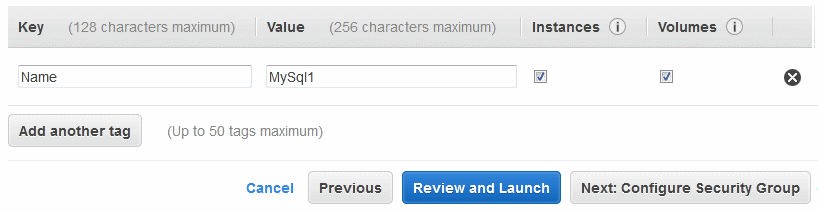 Key (128 characters maximum) Value (256 characters maximum) Instances i Volumes i
Name MySql1
Add another tag (Up to 50 tags maximum)
Cancel Previous Review and Launch Next: Configure Security Group